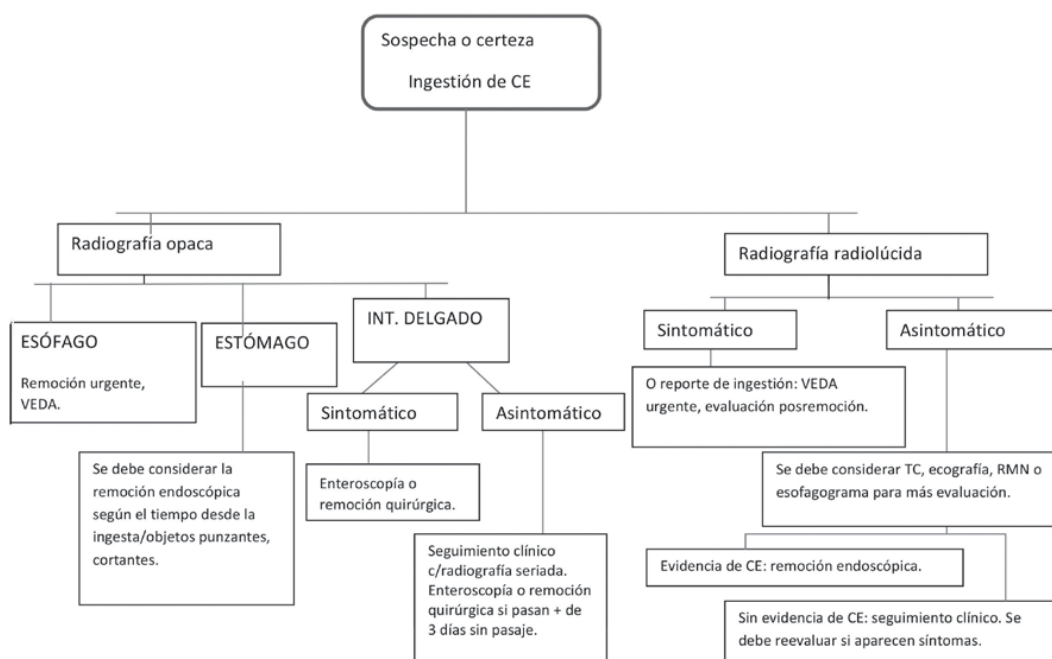 Sospecha o certeza
Ingestión de CE
Radiografía opaca
Radiografía radiolúcida
ESÓFAGO
Remoción urgente,
VEDA.
ESTÓMAGO
INT. DELGADO
Sintomático
Asintomático
Sintomático
Asintomático
O reporte de ingestión: VEDA
urgente, evaluación posremoción.
Se debe considerar la
remoción endoscópica
según el tiempo desde la
ingesta/objetos punzantes,
cortantes.
Enteroscopía o
remoción quirúrgica.
Seguimiento clínico
c/radiografía seriada.
Enteroscopía o remoción
quirúrgica si pasan + de
3 días sin pasaje.
Se debe considerar TC, ecografía, RMN o
esofagograma para más evaluación.
Evidencia de CE: remoción endoscópica.
Sin evidencia de CE: seguimiento clínico. Se
debe reevaluar si aparecen síntomas.